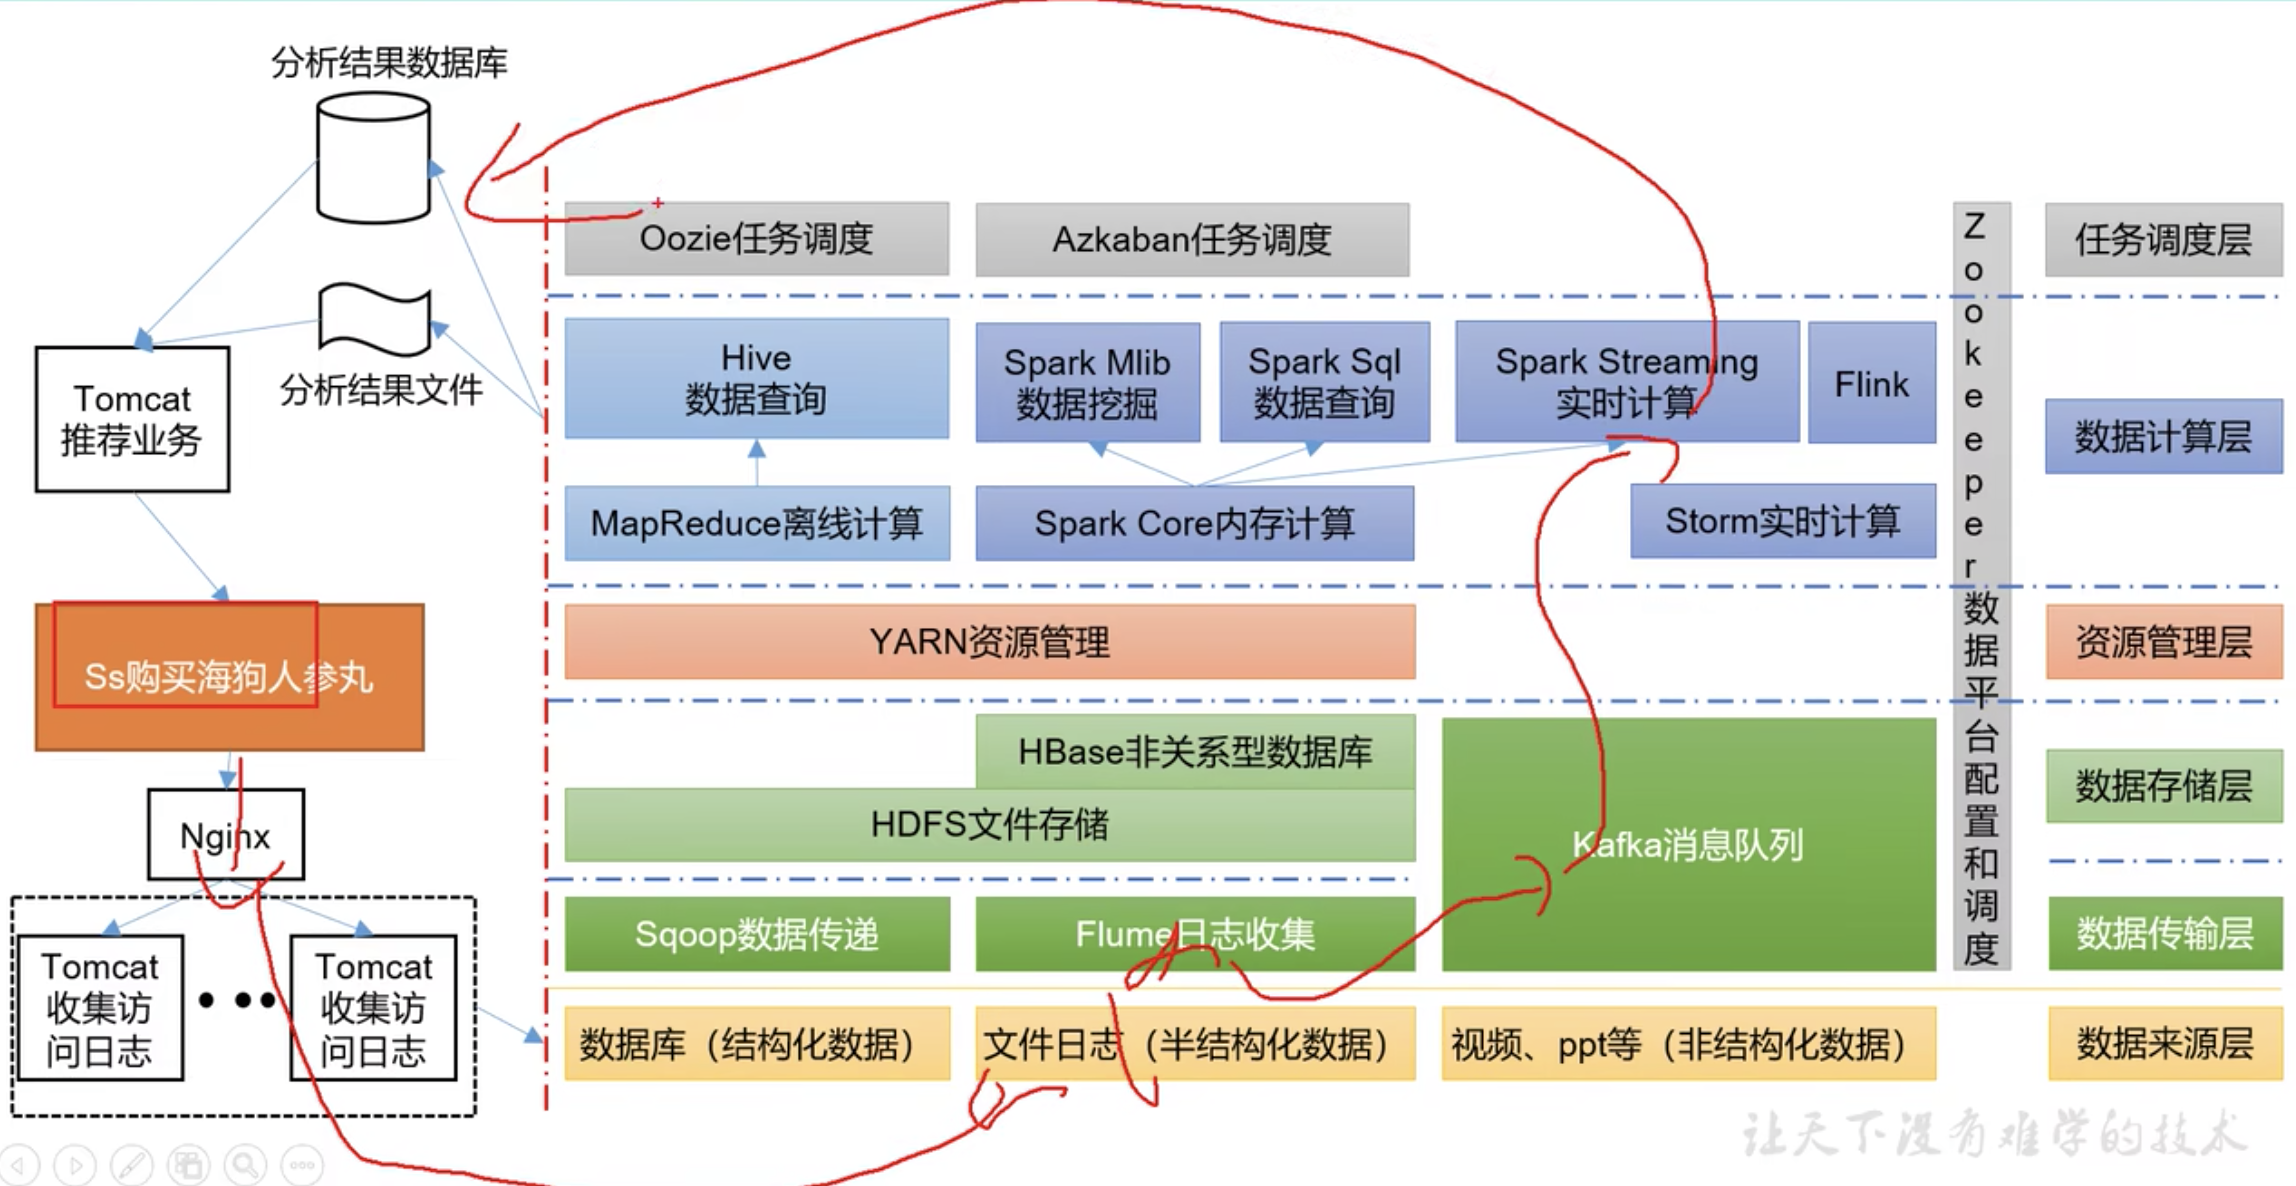 分析结果数据库
分析结果文件
Tomcat
推荐业务
Ss购买海狗人参丸
Nginx
Tomcat
收集访
问日志
Tomcat
收集访
问日志
Oozie任务调度
Azkaban任务调度
Hive
数据查询
Spark Mlib
数据挖掘
Spark Sql
数据查询
Spark Streaming
实时计算
Flink
MapReduce离线计算
Spark Core内存计算
Storm实时计算
YARN资源管理
HBase非关系型数据库
HDFS文件存储
Kafka消息队列
Sqoop数据传递
Flume日志收集
数据库（结构化数据）
文件日志（半结构化数据）
视频、ppt等（非结构化数据）
Zookeeper数据平台配置和调度
任务调度层
数据计算层
资源管理层
数据存储层
数据传输层
数据来源层
让天下没有难学的技术